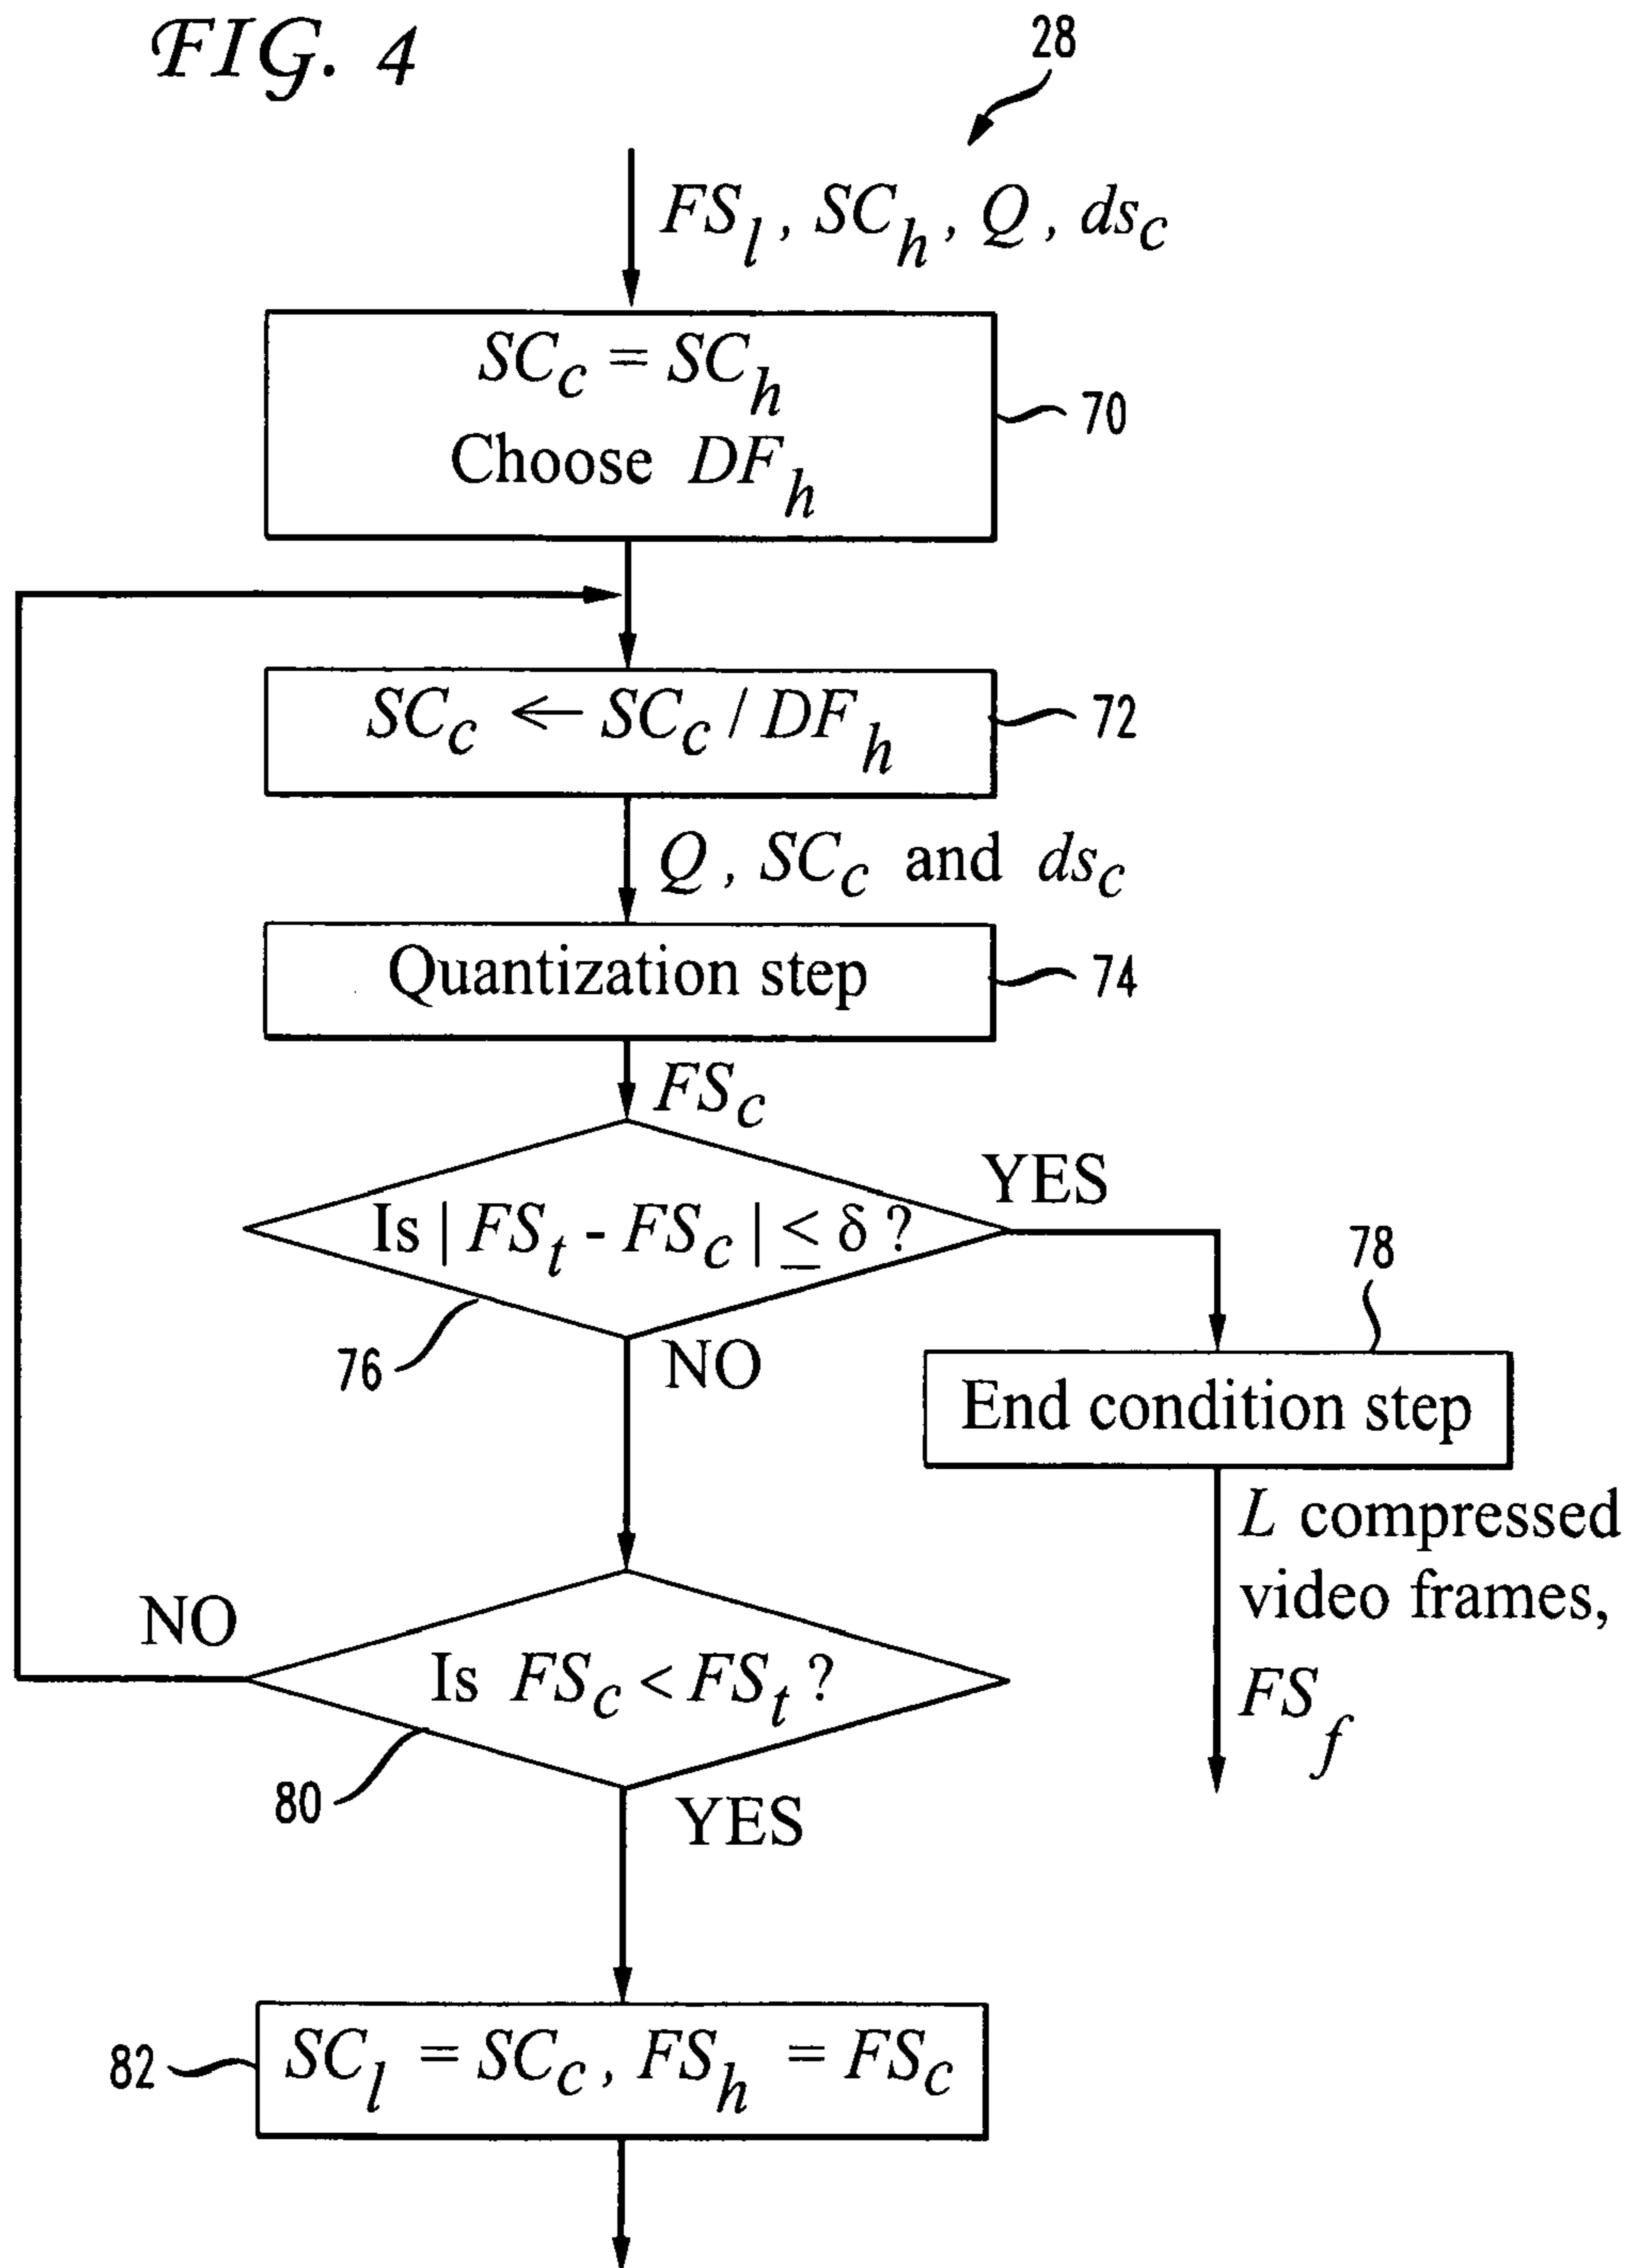 FIG. 4
28
FS_l, SC_h, Q, ds_c
SC_c = SC_h
Choose DF_h
70
SC_c ← SC_c / DF_h
72
Q, SC_c and ds_c
Quantization step
74
FS_c
Is | FS_t - FS_c | ≤ δ ?
YES
76
NO
78
End condition step
L compressed
video frames,
FS_f
NO
Is FS_c < FS_t ?
80
YES
82
SC_l = SC_c, FS_h = FS_c